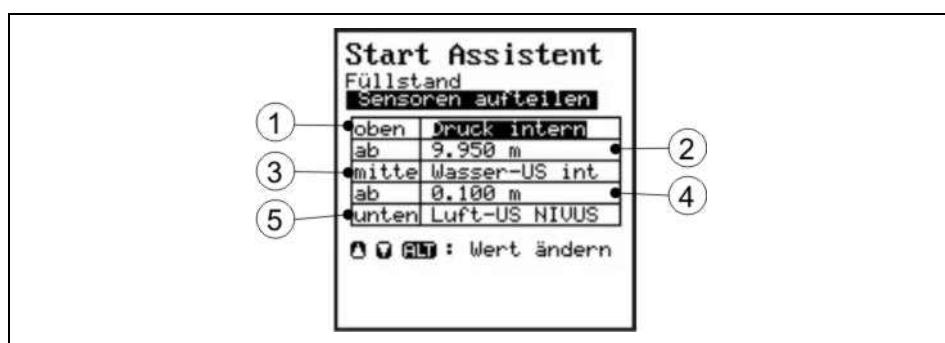 Start Assistent
Füllstand
Sensoren aufteilen
1 oben Druck intern
ab 9.950 m 2
3 mitte Wasser-US int
ab 0.100 m 4
5 unten Luft-US NIVUS
ALT : Wert ändern